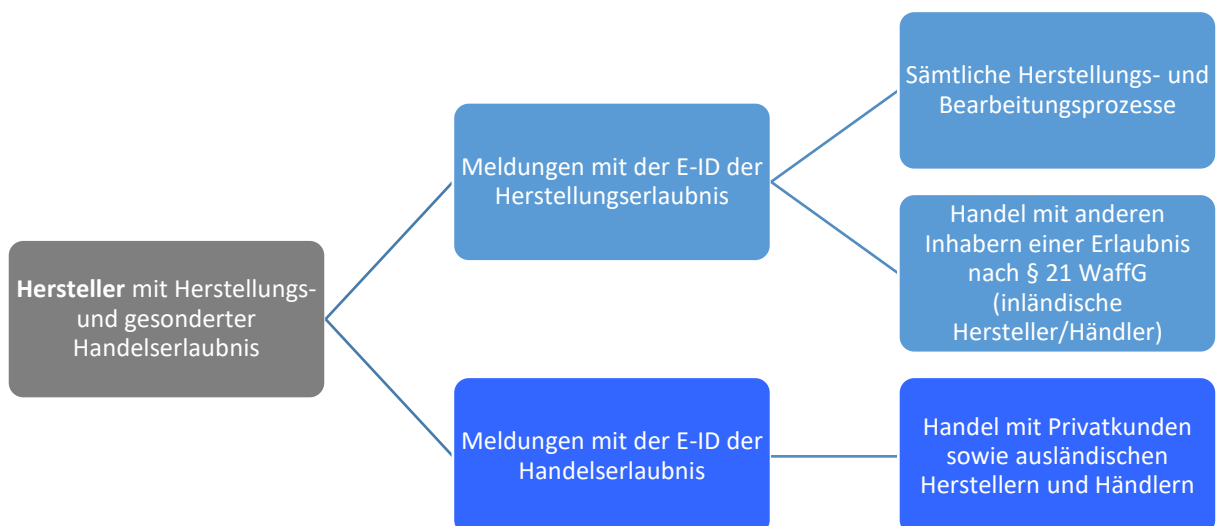 Hersteller mit Herstellungs-
und gesonderter
Handelserlaubnis
Meldungen mit der E-ID der
Herstellungserlaubnis
Sämtliche Herstellungs- und
Bearbeitungsprozesse
Handel mit anderen
Inhabern einer Erlaubnis
nach § 21 WaffG
(inländische
Hersteller/Händler)
Meldungen mit der E-ID der
Handelserlaubnis
Handel mit Privatkunden
sowie ausländischen
Herstellern und Händlern